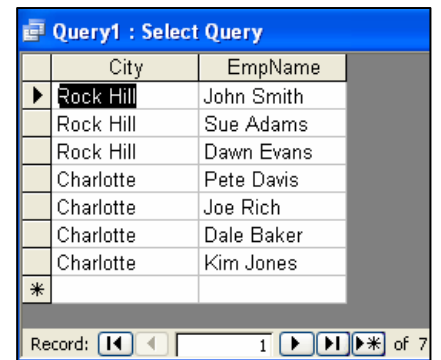 Query1 : Select Query
City EmpName
Rock Hill John Smith
Rock Hill Sue Adams
Rock Hill Dawn Evans
Charlotte Pete Davis
Charlotte Joe Rich
Charlotte Dale Baker
Charlotte Kim Jones
Record: 1 of 7